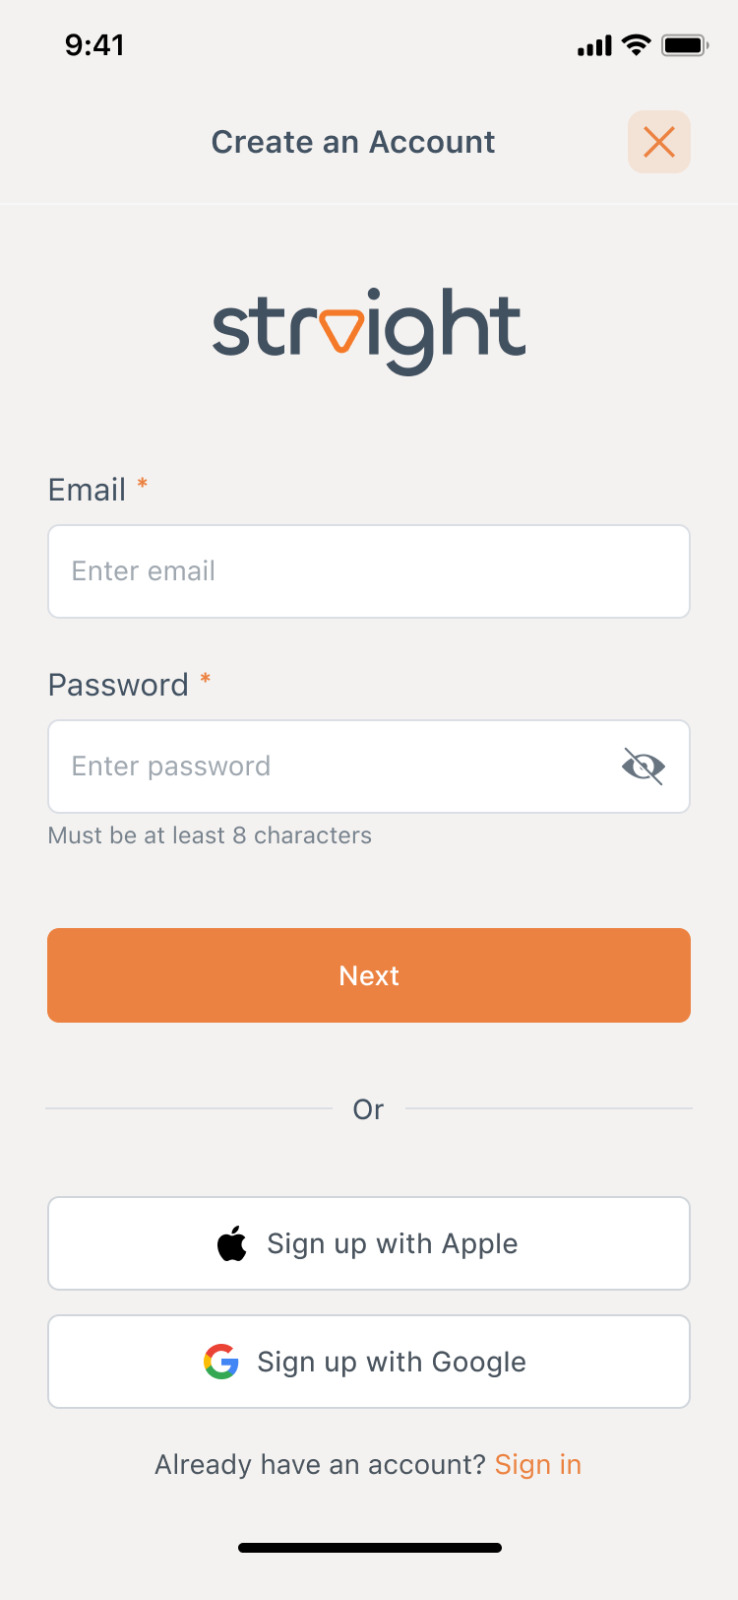 9:41
Create an Account
straight
Email *
Enter email
Password *
Enter password
Must be at least 8 characters
Next
Or
Sign up with Apple
Sign up with Google
Already have an account? Sign in